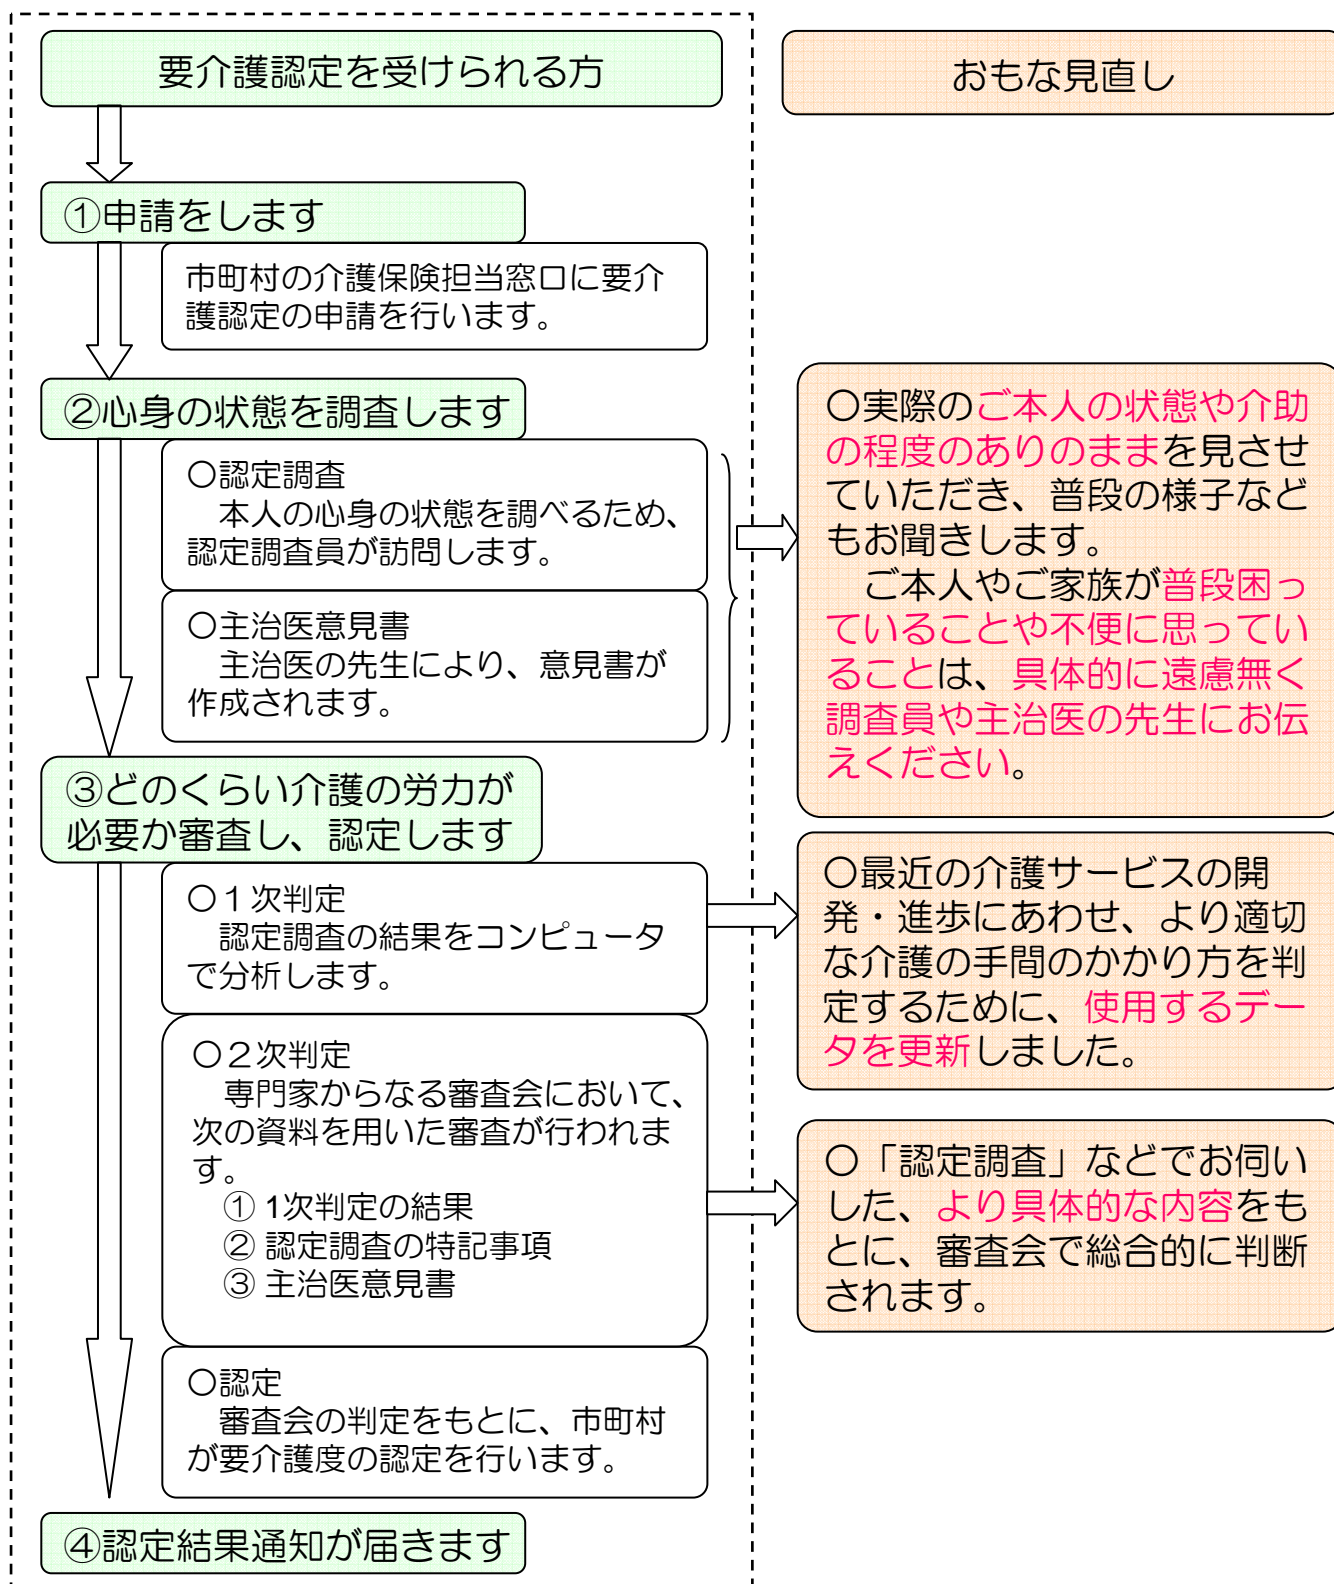 要介護認定を受けられる方
おもな見直し
①申請をします
市町村の介護保険担当窓口に要介
護認定の申請を行います。
②心身の状態を調査します
○認定調査
本人の心身の状態を調べるため、
認定調査員が訪問します。
○主治医意見書
主治医の先生により、意見書が
作成されます。
○実際のご本人の状態や介助
の程度のありのままを見させ
ていただき、普段の様子など
もお聞きします。
ご本人やご家族が普段困っ
ていることや不便に思ってい
ることは、具体的に遠慮無く
調査員や主治医の先生にお伝
えください。
③どのくらい介護の労力が
必要か審査し、認定します
○１次判定
認定調査の結果をコンピュータ
で分析します。
○最近の介護サービスの開
発・進歩にあわせ、より適切
な介護の手間のかかり方を判
定するために、使用するデー
タを更新しました。
○２次判定
専門家からなる審査会において、
次の資料を用いた審査が行われま
す。
① 1次判定の結果
② 認定調査の特記事項
③ 主治医意見書
○「認定調査」などでお伺い
した、より具体的な内容をも
とに、審査会で総合的に判断
されます。
○認定
審査会の判定をもとに、市町村
が要介護度の認定を行います。
④認定結果通知が届きます